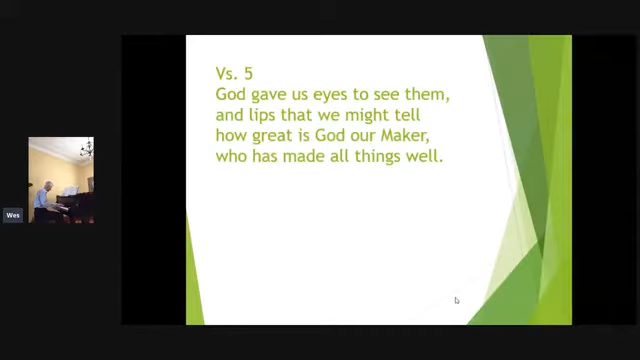 Vs. 5
God gave us eyes to see them,
and lips that we might tell
how great is God our Maker,
who has made all things well.
Wes